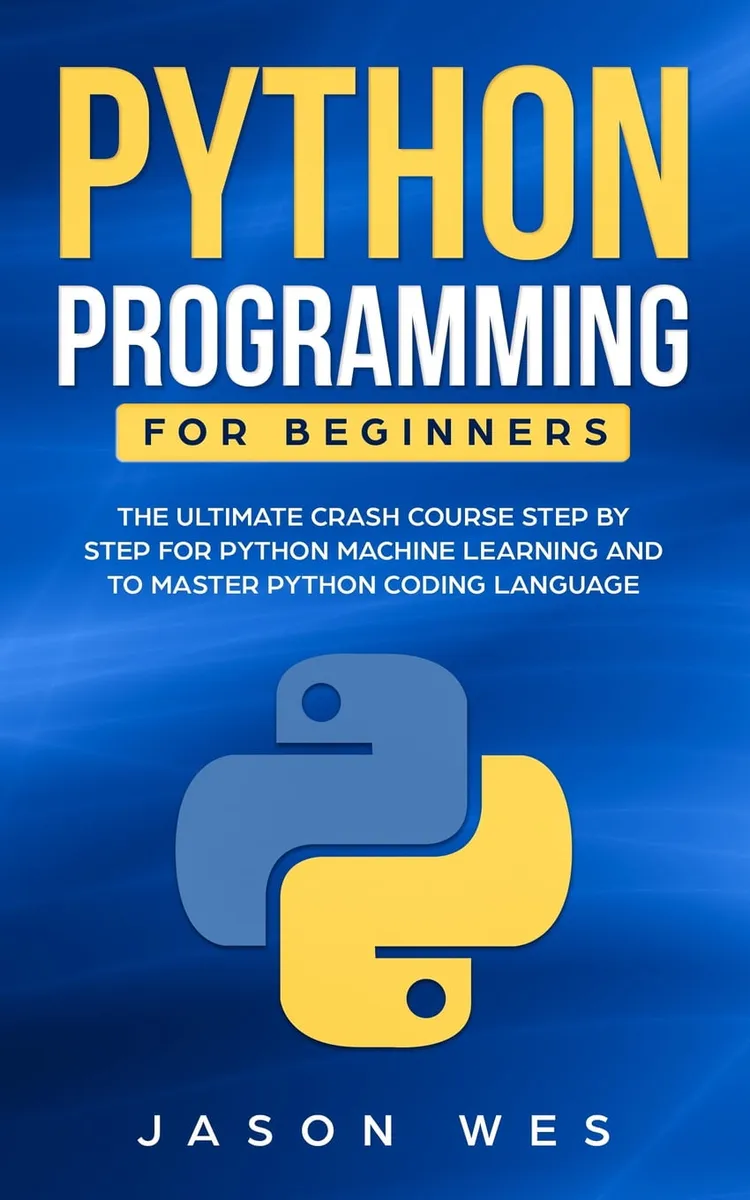 PYTHON
PROGRAMMING
FOR BEGINNERS
THE ULTIMATE CRASH COURSE STEP BY
STEP FOR PYTHON MACHINE LEARNING AND
TO MASTER PYTHON CODING LANGUAGE
JASON WES